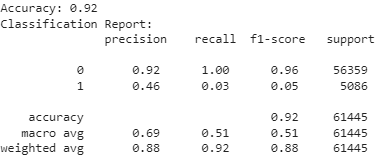 Accuracy: 0.92
Classification Report:
precision recall f1-score support
0 0.92 1.00 0.96 56359
1 0.46 0.03 0.05 5086
accuracy 0.92 61445
macro avg 0.69 0.51 0.51 61445
weighted avg 0.88 0.92 0.88 61445